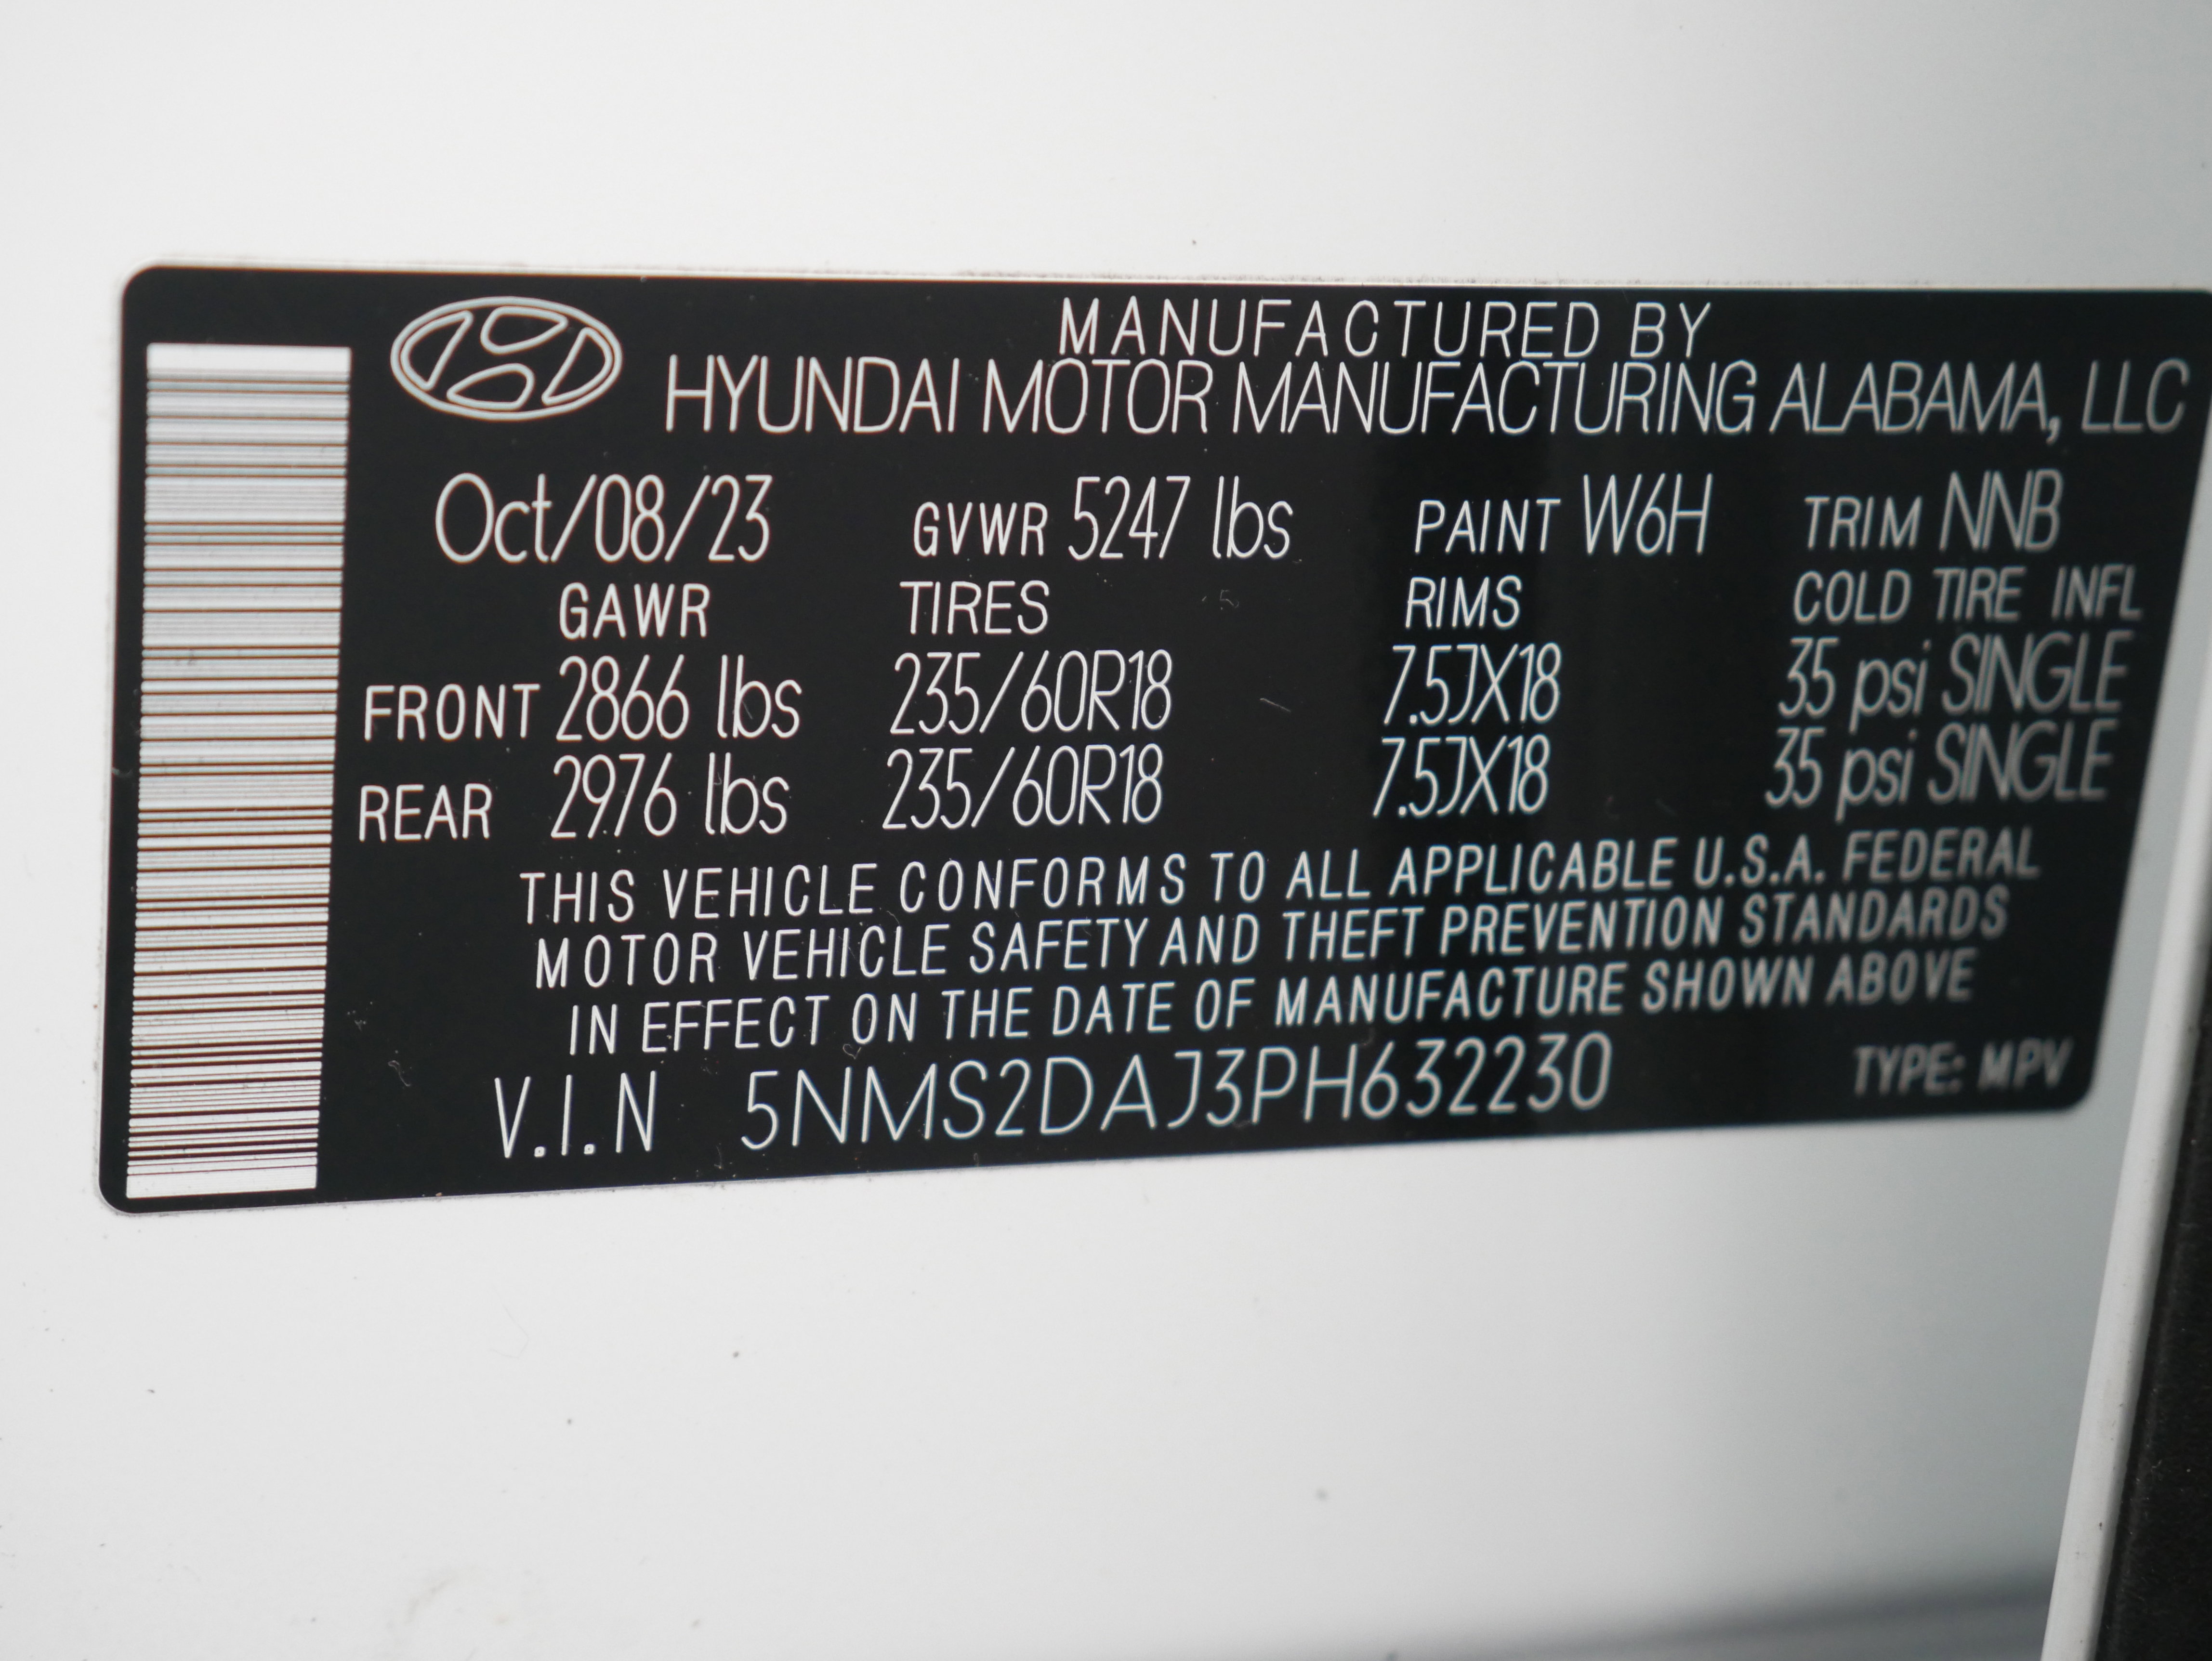 MANUFACTURED BY
HYUNDAI MOTOR MANUFACTURING ALABAMA, LLC
Oct/08/23 GVWR 5247 lbs PAINT W6H TRIM NNB
GAWR TIRES RIMS COLD TIRE INFL
FRONT 2866 lbs 235/60R18 7.5JX18 35 psi SINGLE
REAR 2976 lbs 235/60R18 7.5JX18 35 psi SINGLE
THIS VEHICLE CONFORMS TO ALL APPLICABLE U.S.A. FEDERAL
MOTOR VEHICLE SAFETY AND THEFT PREVENTION STANDARDS
IN EFFECT ON THE DATE OF MANUFACTURE SHOWN ABOVE
V.I.N 5NMS2DAJ3PH632230 TYPE: MPV